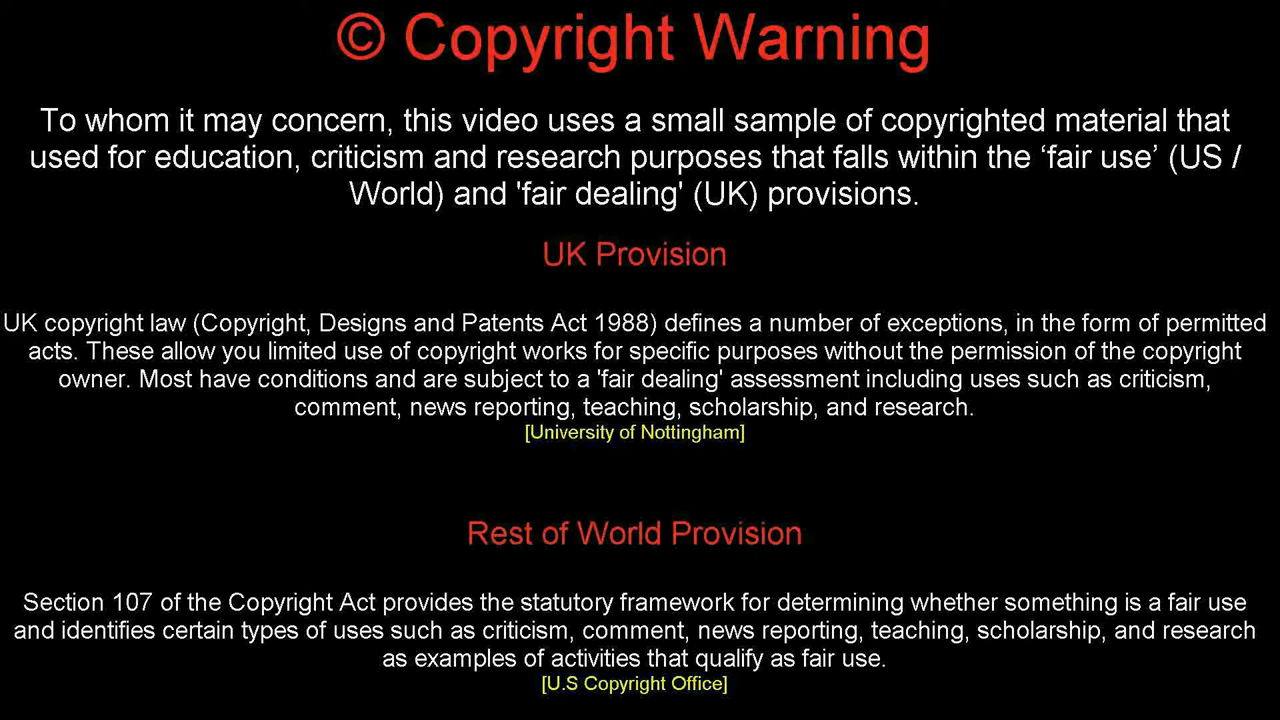 © Copyright Warning
To whom it may concern, this video uses a small sample of copyrighted material that
used for education, criticism and research purposes that falls within the ‘fair use’ (US /
World) and 'fair dealing' (UK) provisions.
UK Provision
UK copyright law (Copyright, Designs and Patents Act 1988) defines a number of exceptions, in the form of permitted
acts. These allow you limited use of copyright works for specific purposes without the permission of the copyright
owner. Most have conditions and are subject to a 'fair dealing' assessment including uses such as criticism,
comment, news reporting, teaching, scholarship, and research.
[University of Nottingham]
Rest of World Provision
Section 107 of the Copyright Act provides the statutory framework for determining whether something is a fair use
and identifies certain types of uses such as criticism, comment, news reporting, teaching, scholarship, and research
as examples of activities that qualify as fair use.
[U.S Copyright Office]